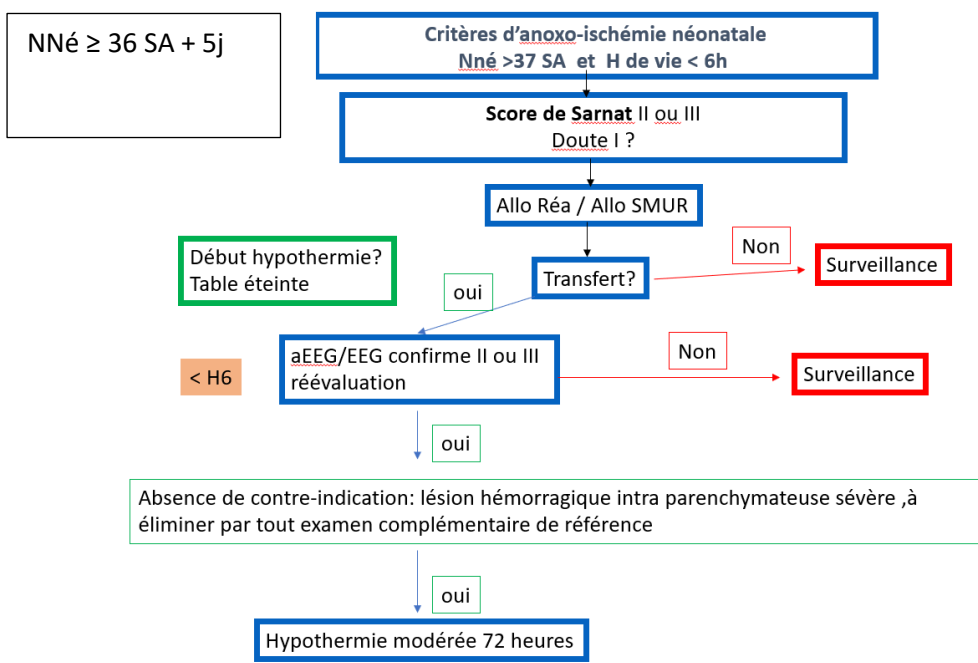 NNé ≥ 36 SA + 5j
Critères d'anoxo-ischémie néonatale
Nné >37 SA et H de vie < 6h
Score de Sarnat II ou III
Doute I ?
Allo Réa / Allo SMUR
Début hypothermie?
Table éteinte
oui
Transfert?
Non
Surveillance
< H6
aEEG/EEG confirme II ou III
réévaluation
Non
Surveillance
oui
Absence de contre-indication: lésion hémorragique intra parenchymateuse sévère ,à
éliminer par tout examen complémentaire de référence
oui
Hypothermie modérée 72 heures